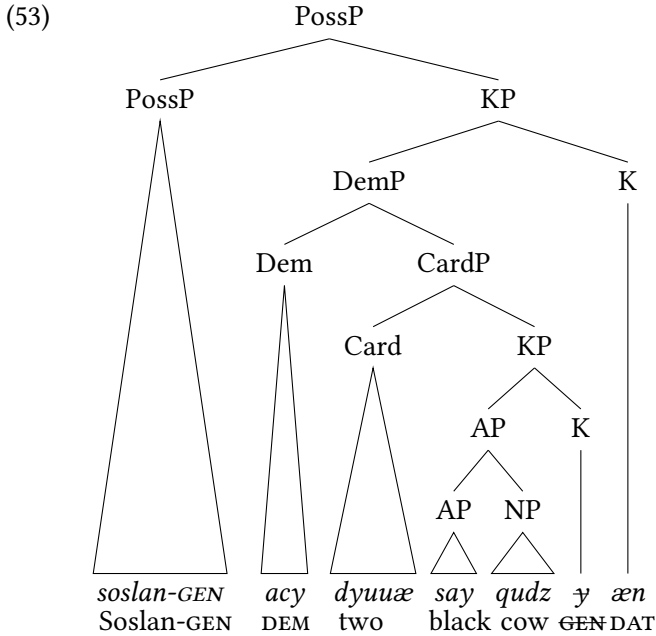 (53) PossP
PossP KP
DemP K
Dem CardP
Card KP
AP K
AP NP
soslan-GEN acy dyuuæ say qudz y æn
Soslan-GEN DEM two black cow GEN DAT